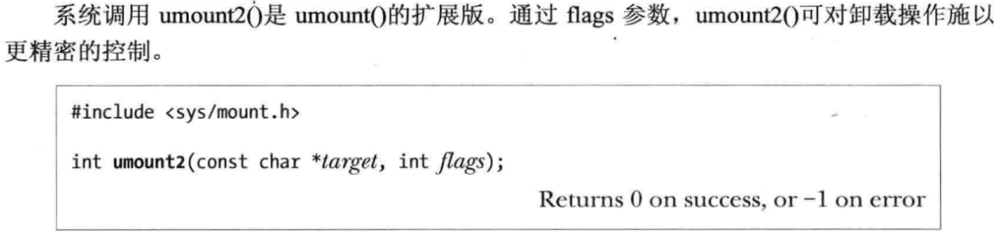 系统调用 umount2()是 umount()的扩展版。通过 flags 参数，umount2()可对卸载操作施以
更精密的控制。
#include <sys/mount.h>
int umount2(const char *target, int flags);
Returns 0 on success, or −1 on error